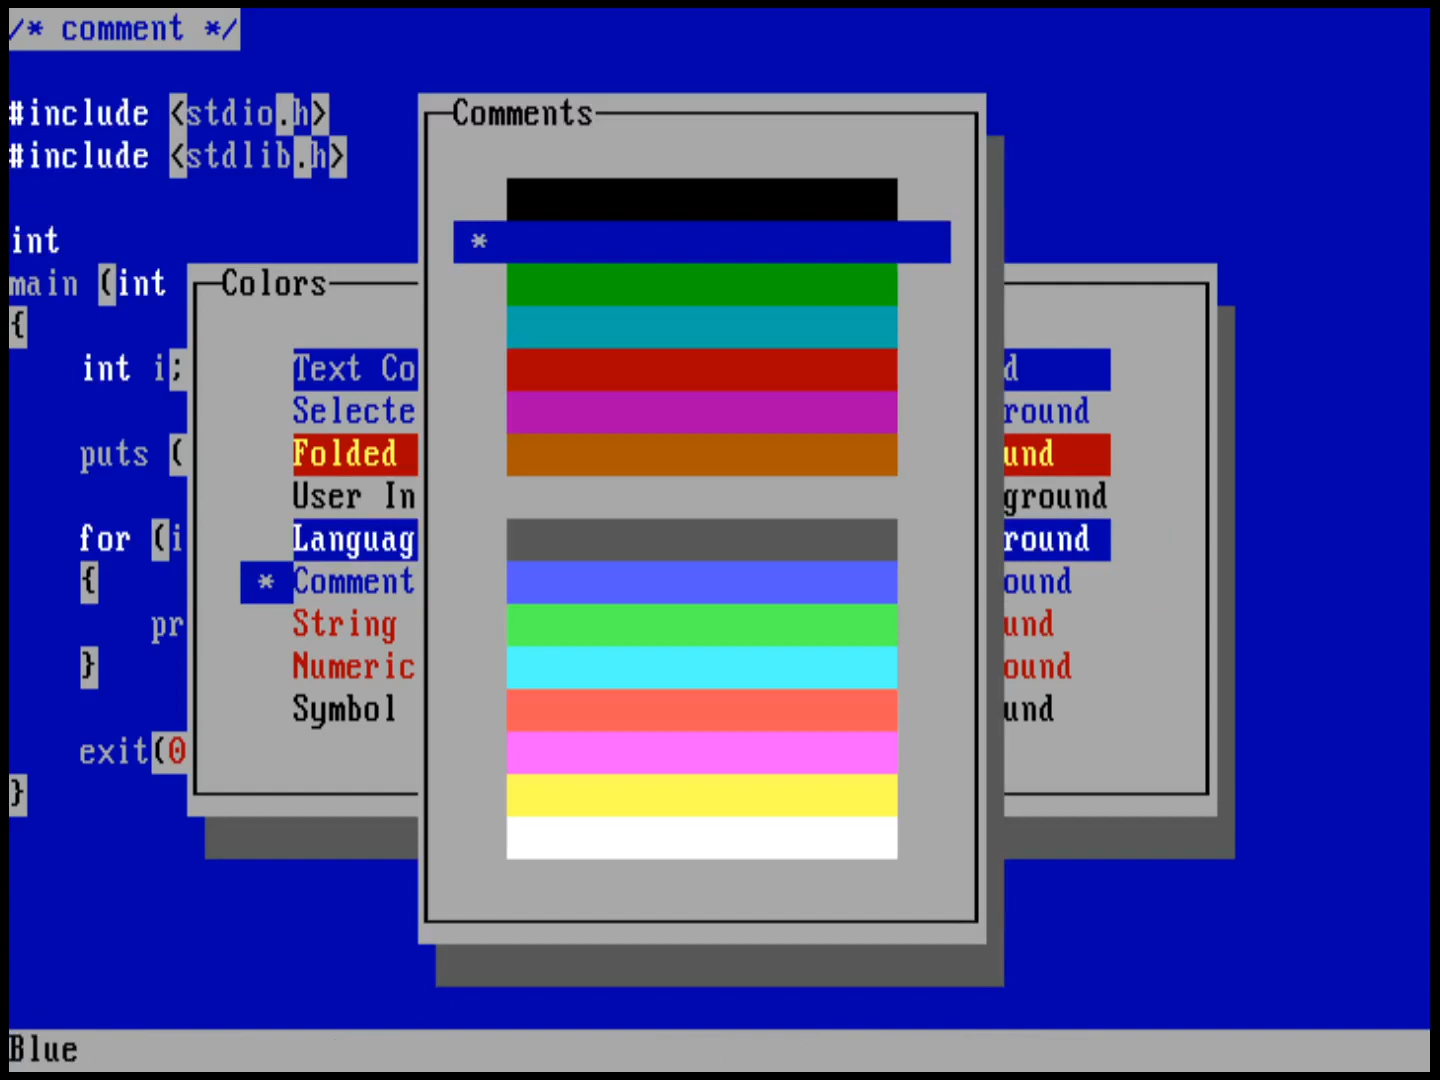 /* comment */
#include <stdio.h>
#include <stdlib.h>
int
main (int
{
int i;
puts (
for (i
{
pr
}
exit(0
}
Colors
Text Co
Selecte
Folded
User In
Languag
* Comment
String
Numeric
Symbol
Comments
*
d
round
und
ground
round
ound
und
ound
und
Blue